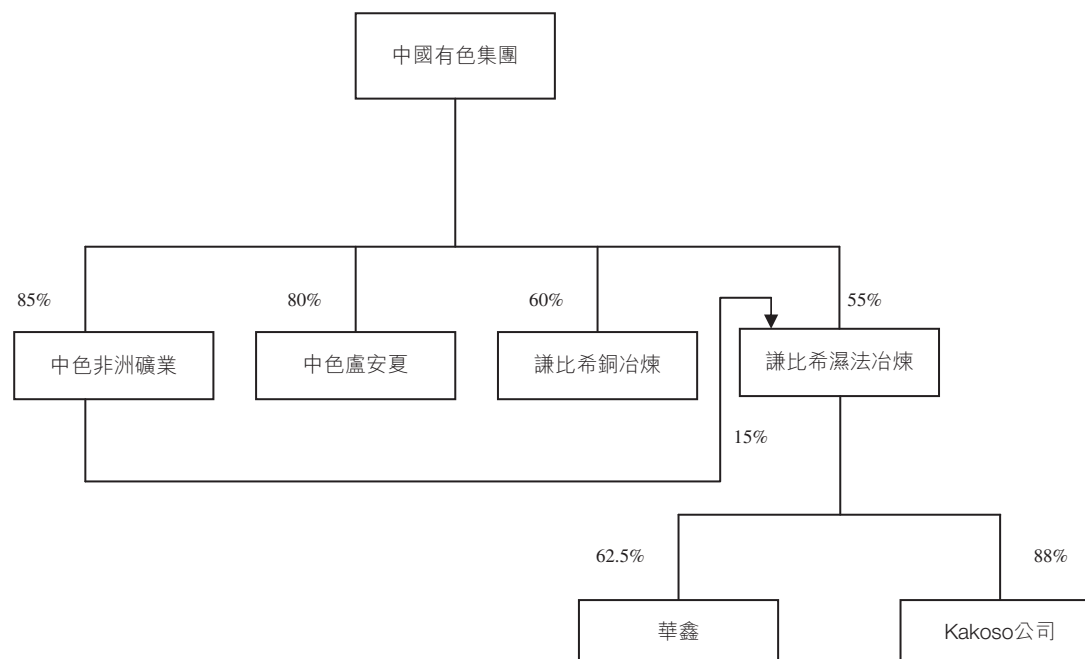 中國有色集團
85%
80%
60%
55%
中色非洲礦業
中色盧安夏
謙比希銅冶煉
謙比希濕法冶煉
15%
62.5%
88%
華鑫
Kakoso公司